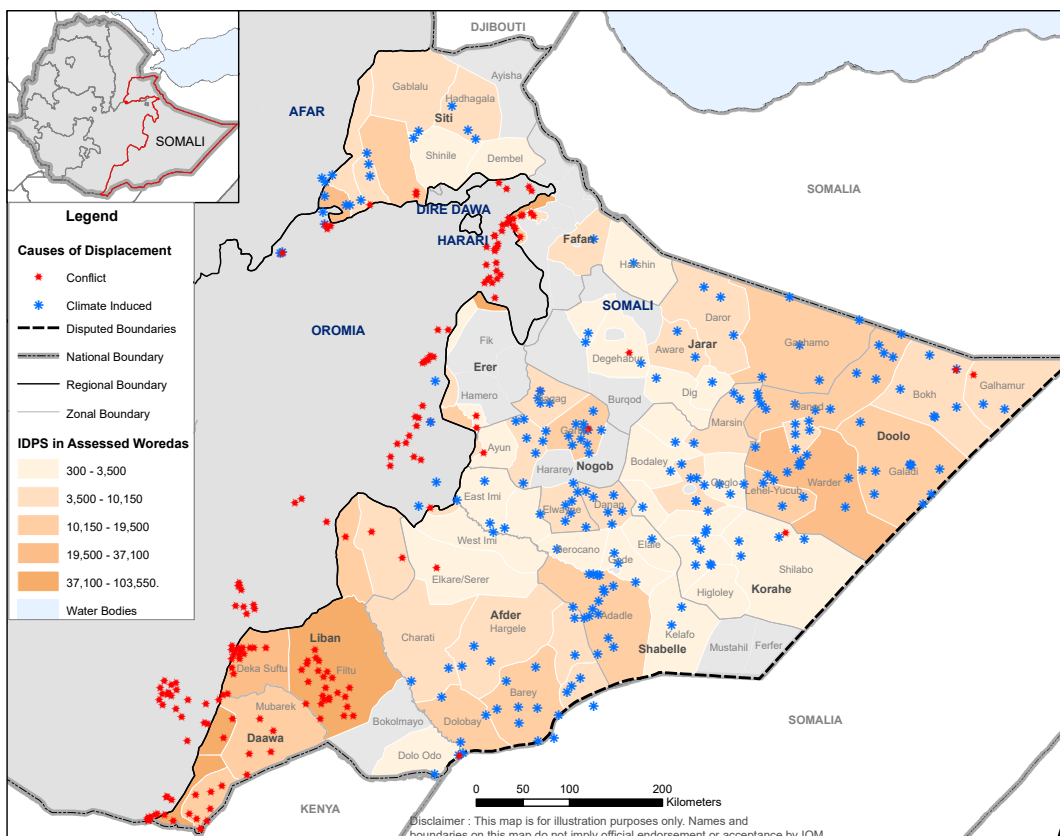 DJIBOUTI
Ayisha
Gablalu
Hadhagala
AFAR
Siti
SOMALI
Shinile
Dembel
SOMALIA
Legend
DIRE DAWA
Causes of Displacement
HARARI
Fafan
Conflict
Harshin
Climate Induced
SOMALI
Disputed Boundaries
OROMIA
Daror
National Boundary
Fik
Aware
Jarar
Gashamo
Regional Boundary
Degehabur
Erer
Galhamur
Zonal Boundary
Hamero
Burqod
Dig
Bokh
IDPS in Assessed Woredas
Danod
Marsin
Doolo
300 - 3,500
Ayun
Bodaley
Nogob
Galadi
3,500 - 10,150
Hararey
Warder
Lehel-Yucub
10,150 - 19,500
East Imi
Elwayne
Danan
19,500 - 37,100
West Imi
Elale
37,100 - 103,550.
Gode
Shilabo
Water Bodies
Elkare/Serer
Korahe
Higloley
Afder
Hargele
Adadle
Liban
Charati
Kelafo
Shabelle
Mustahil
Ferfer
Deka Suftu
Filtu
Barey
Mubarek
Bokolmayo
Dolobay
SOMALIA
Daawa
Dolo Odo
0 50 100 200
Kilometers
KENYA
Disclaimer : This map is for illustration purposes only. Names and
boundaries on this map do not imply official endorsement or acceptance by IOM